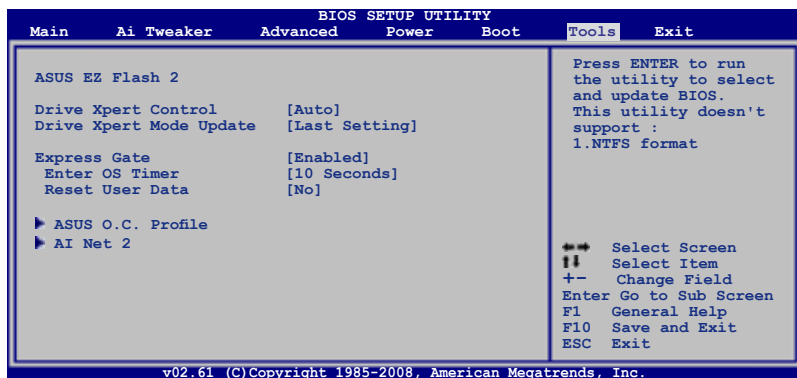 BIOS SETUP UTILITY
Main Ai Tweaker Advanced Power Boot Tools Exit
ASUS EZ Flash 2
Drive Xpert Control [Auto]
Drive Xpert Mode Update [Last Setting]
Express Gate [Enabled]
Enter OS Timer [10 Seconds]
Reset User Data [No]
ASUS O.C. Profile
AI Net 2
Press ENTER to run
the utility to select
and update BIOS.
This utility doesn't
support :
1.NTFS format
Select Screen
Select Item
+- Change Field
Enter Go to Sub Screen
F1 General Help
F10 Save and Exit
ESC Exit
v02.61 (C)Copyright 1985-2008, American Megatrends, Inc.